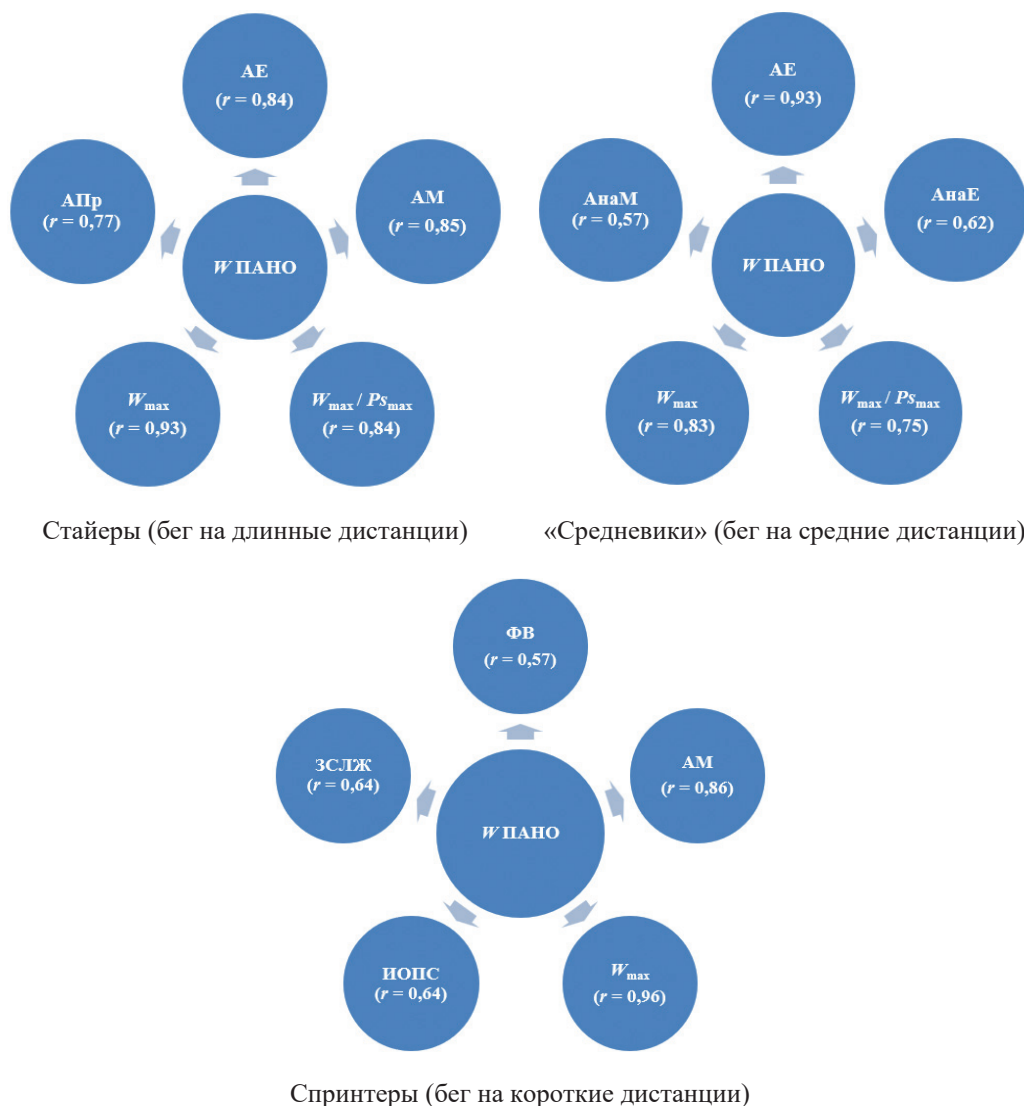 АЕ
(r = 0,84)
АПр
(r = 0,77)
АМ
(r = 0,85)
W ПАНО
Wmax
(r = 0,93)
Wmax / Psmax
(r = 0,84)
Стайеры (бег на длинные дистанции)
АЕ
(r = 0,93)
АнаМ
(r = 0,57)
АнаЕ
(r = 0,62)
W ПАНО
Wmax
(r = 0,83)
Wmax / Psmax
(r = 0,75)
«Средневики» (бег на средние дистанции)
ФВ
(r = 0,57)
ЗСЛЖ
(r = 0,64)
АМ
(r = 0,86)
W ПАНО
ИОПС
(r = 0,64)
Wmax
(r = 0,96)
Спринтеры (бег на короткие дистанции)